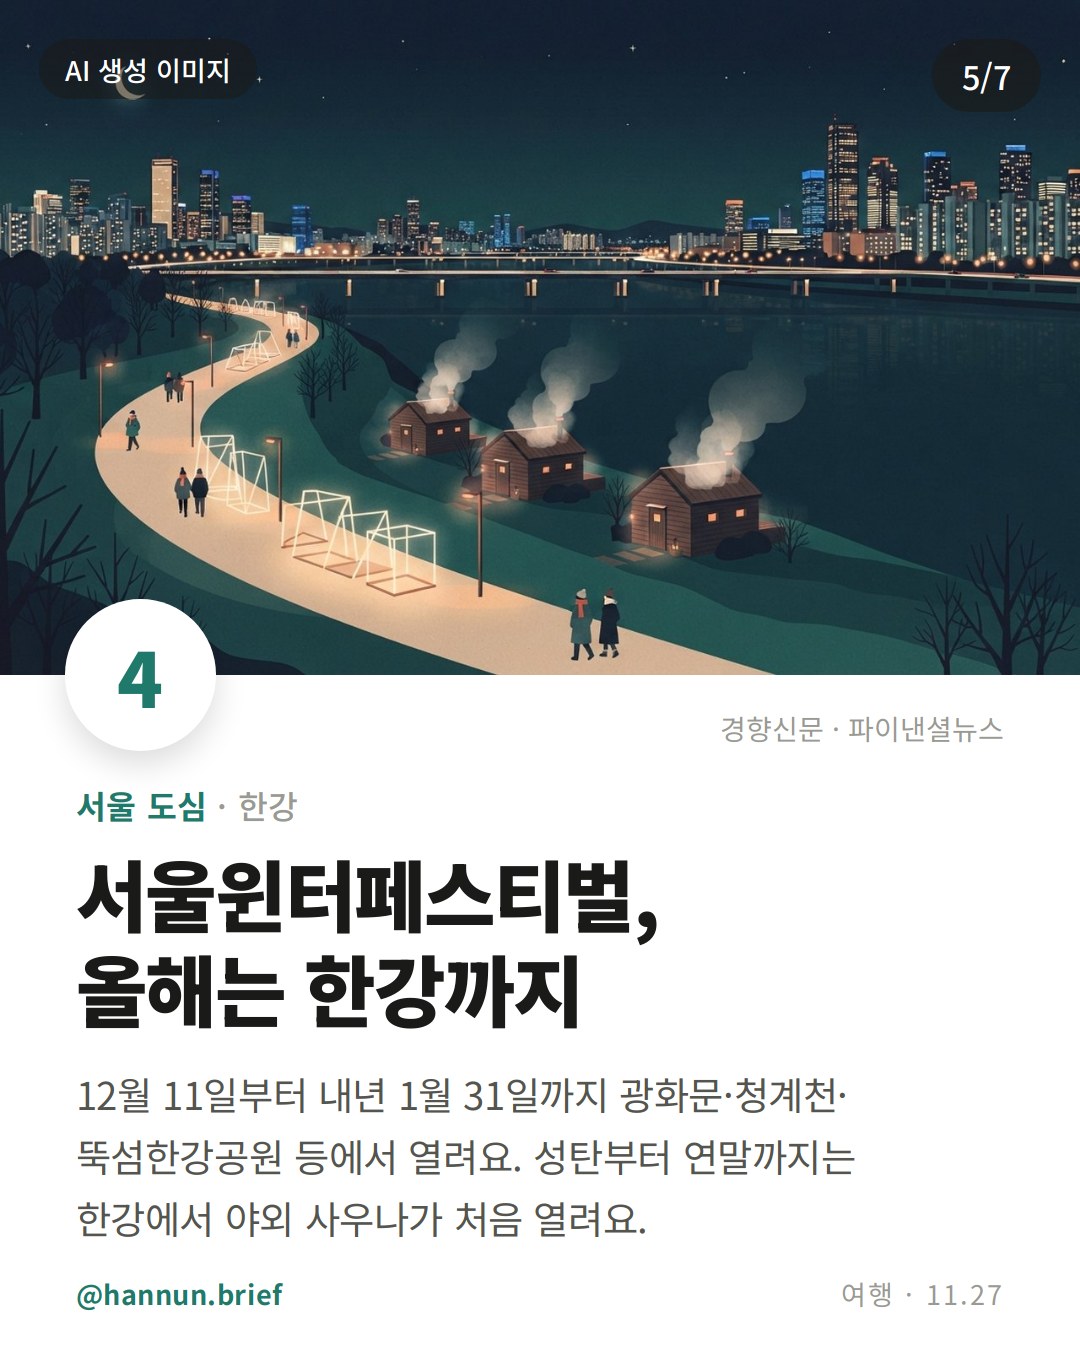 AI 생성 이미지
5/7
4
경향신문 · 파이낸셜뉴스
서울 도심 · 한강
서울윈터페스티벌,
올해는 한강까지
12월 11일부터 내년 1월 31일까지 광화문·청계천·
뚝섬한강공원 등에서 열려요. 성탄부터 연말까지는
한강에서 야외 사우나가 처음 열려요.
@hannun.brief
여행 · 11.27